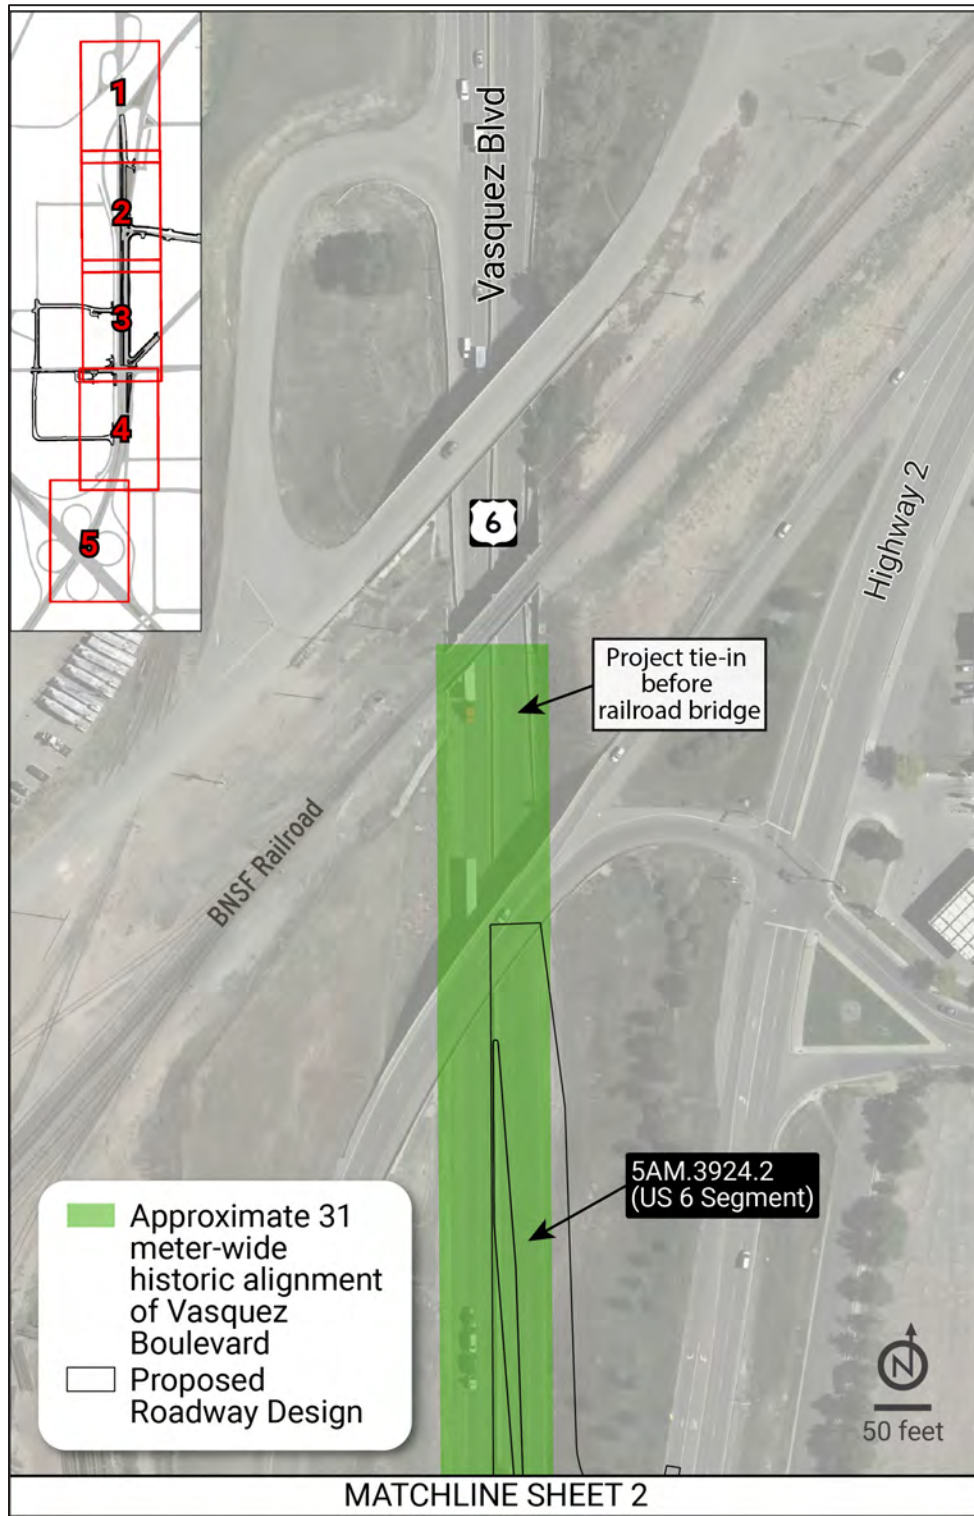 1
2
3
4
5
Vasquez Blvd
6
Highway 2
Project tie-in
before
railroad bridge
BNSF Railroad
5AM.3924.2
(US 6 Segment)
Approximate 31
meter-wide
historic alignment
of Vasquez
Boulevard
Proposed
Roadway Design
N
50 feet
MATCHLINE SHEET 2